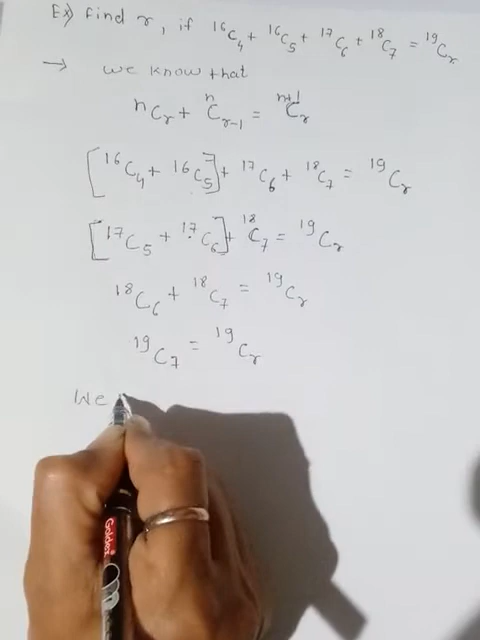 Ex) find r, if ¹⁶C₄ + ¹⁶C₅ + ¹⁷C₆ + ¹⁸C₇ = ¹⁹Cᵣ
→ we know that
ⁿCᵣ + ⁿCᵣ₋₁ = ⁿ⁺¹Cᵣ
[¹⁶C₄ + ¹⁶C₅] + ¹⁷C₆ + ¹⁸C₇ = ¹⁹Cᵣ
[¹⁷C₅ + ¹⁷C₆] + ¹⁸C₇ = ¹⁹Cᵣ
¹⁸C₆ + ¹⁸C₇ = ¹⁹Cᵣ
¹⁹C₇ = ¹⁹Cᵣ
We
Goldex